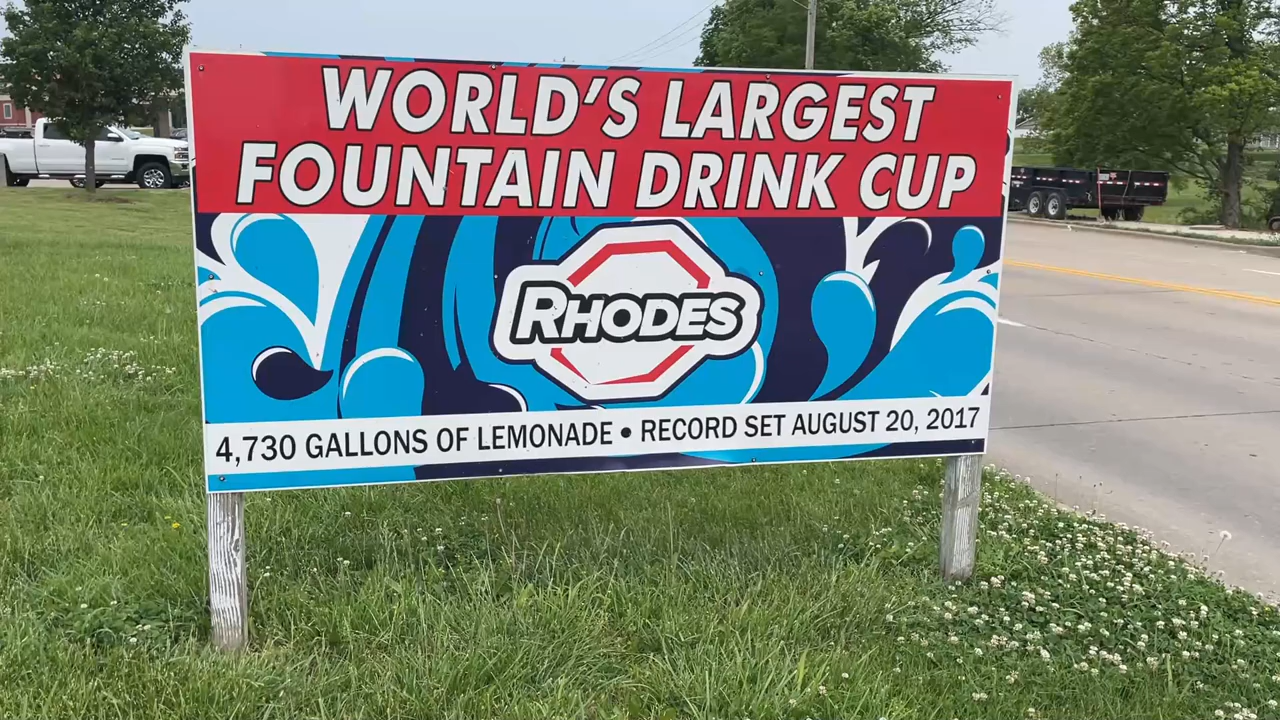 WORLD'S LARGEST
FOUNTAIN DRINK CUP
RHODES
4,730 GALLONS OF LEMONADE • RECORD SET AUGUST 20, 2017